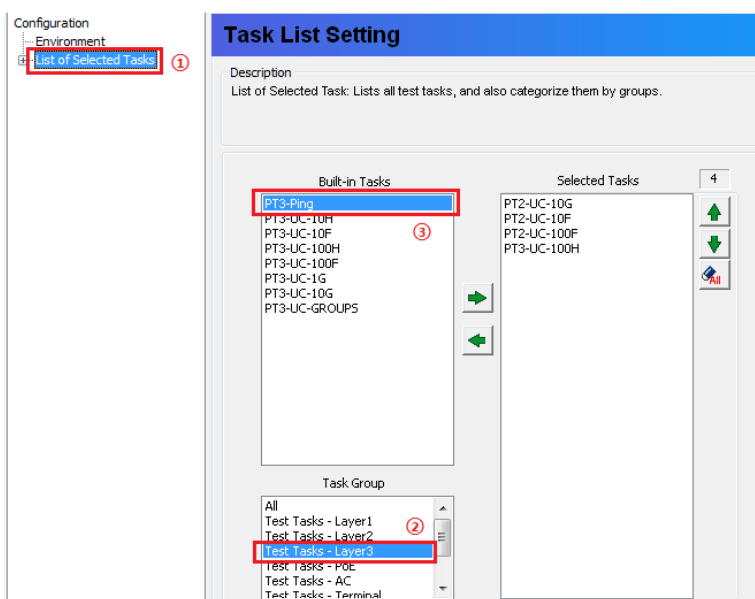 Configuration
Environment
List of Selected Tasks
①
Task List Setting
Description
List of Selected Task: Lists all test tasks, and also categorize them by groups.
Built-in Tasks
PT3-Ping
PT3-UC-10H
PT3-UC-10F
PT3-UC-100H
PT3-UC-100F
PT3-UC-1G
PT3-UC-10G
PT3-UC-GROUPS
③
Selected Tasks
4
PT2-UC-10G
PT2-UC-10F
PT2-UC-100F
PT3-UC-100H
All
Task Group
All
Test Tasks - Layer1
Test Tasks - Layer2
Test Tasks - Layer3
Test Tasks - PoE
Test Tasks - AC
Test Tasks - Terminal
②